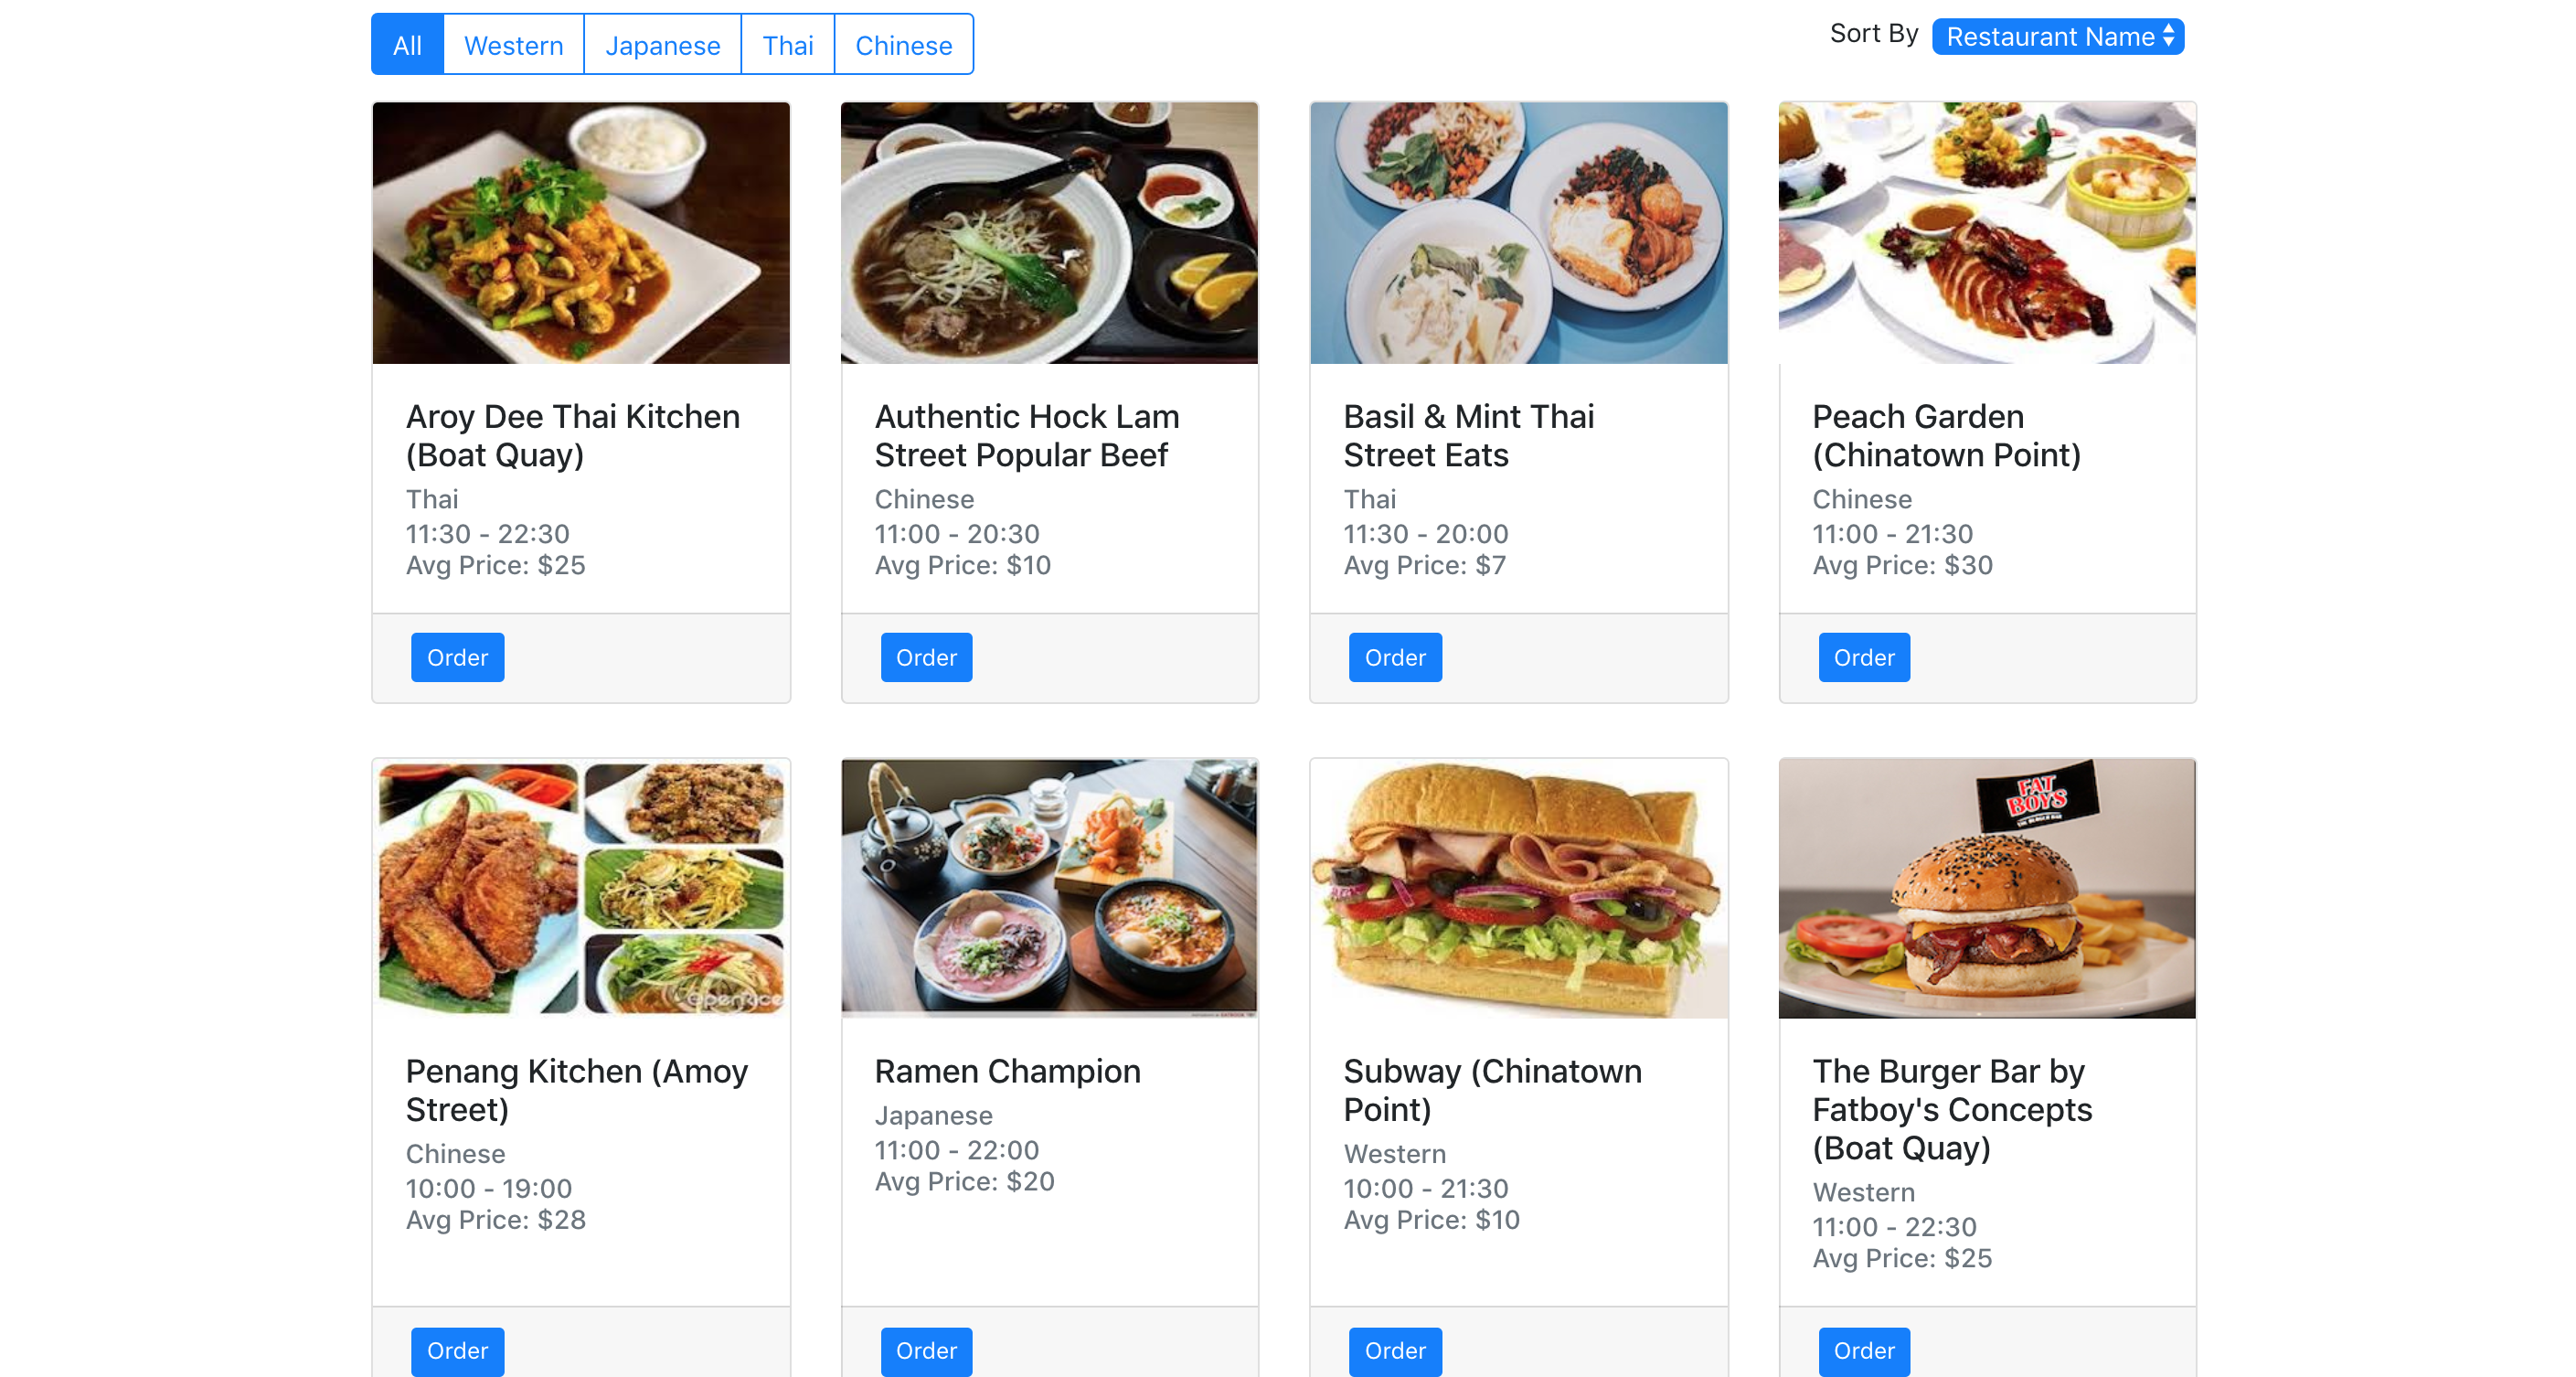 All
Western
Japanese
Thai
Chinese
Sort By
Restaurant Name
Aroy Dee Thai Kitchen
(Boat Quay)
Thai
11:30 - 22:30
Avg Price: $25
Order
Authentic Hock Lam
Street Popular Beef
Chinese
11:00 - 20:30
Avg Price: $10
Order
Basil & Mint Thai
Street Eats
Thai
11:30 - 20:00
Avg Price: $7
Order
Peach Garden
(Chinatown Point)
Chinese
11:00 - 21:30
Avg Price: $30
Order
openrice
Penang Kitchen (Amoy
Street)
Chinese
10:00 - 19:00
Avg Price: $28
Order
Ramen Champion
Japanese
11:00 - 22:00
Avg Price: $20
Order
Subway (Chinatown
Point)
Western
10:00 - 21:30
Avg Price: $10
Order
FAT
BOYS
THE BURGER BAR
The Burger Bar by
Fatboy's Concepts
(Boat Quay)
Western
11:00 - 22:30
Avg Price: $25
Order